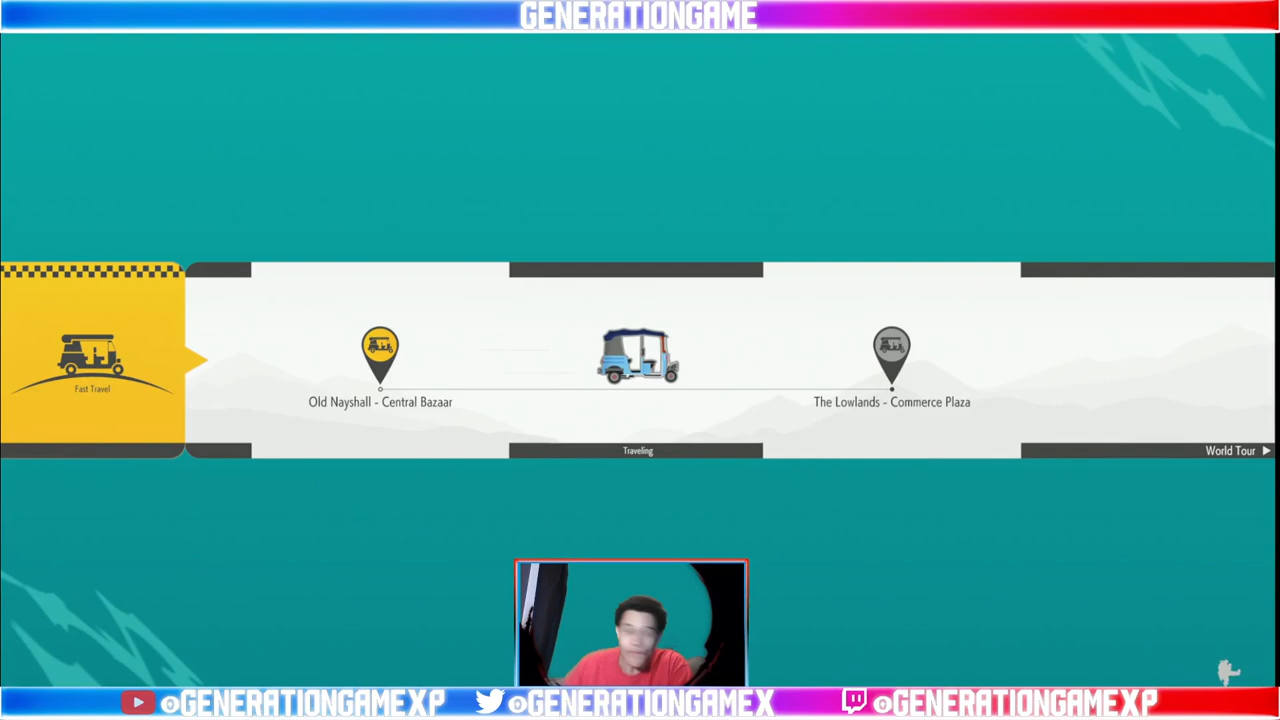 GENERATIONGAME
Fast Travel
Old Nayshall - Central Bazaar
The Lowlands - Commerce Plaza
Traveling
World Tour
@GENERATIONGAMEXP
@GENERATIONGAMEX
@GENERATIONGAMEXP